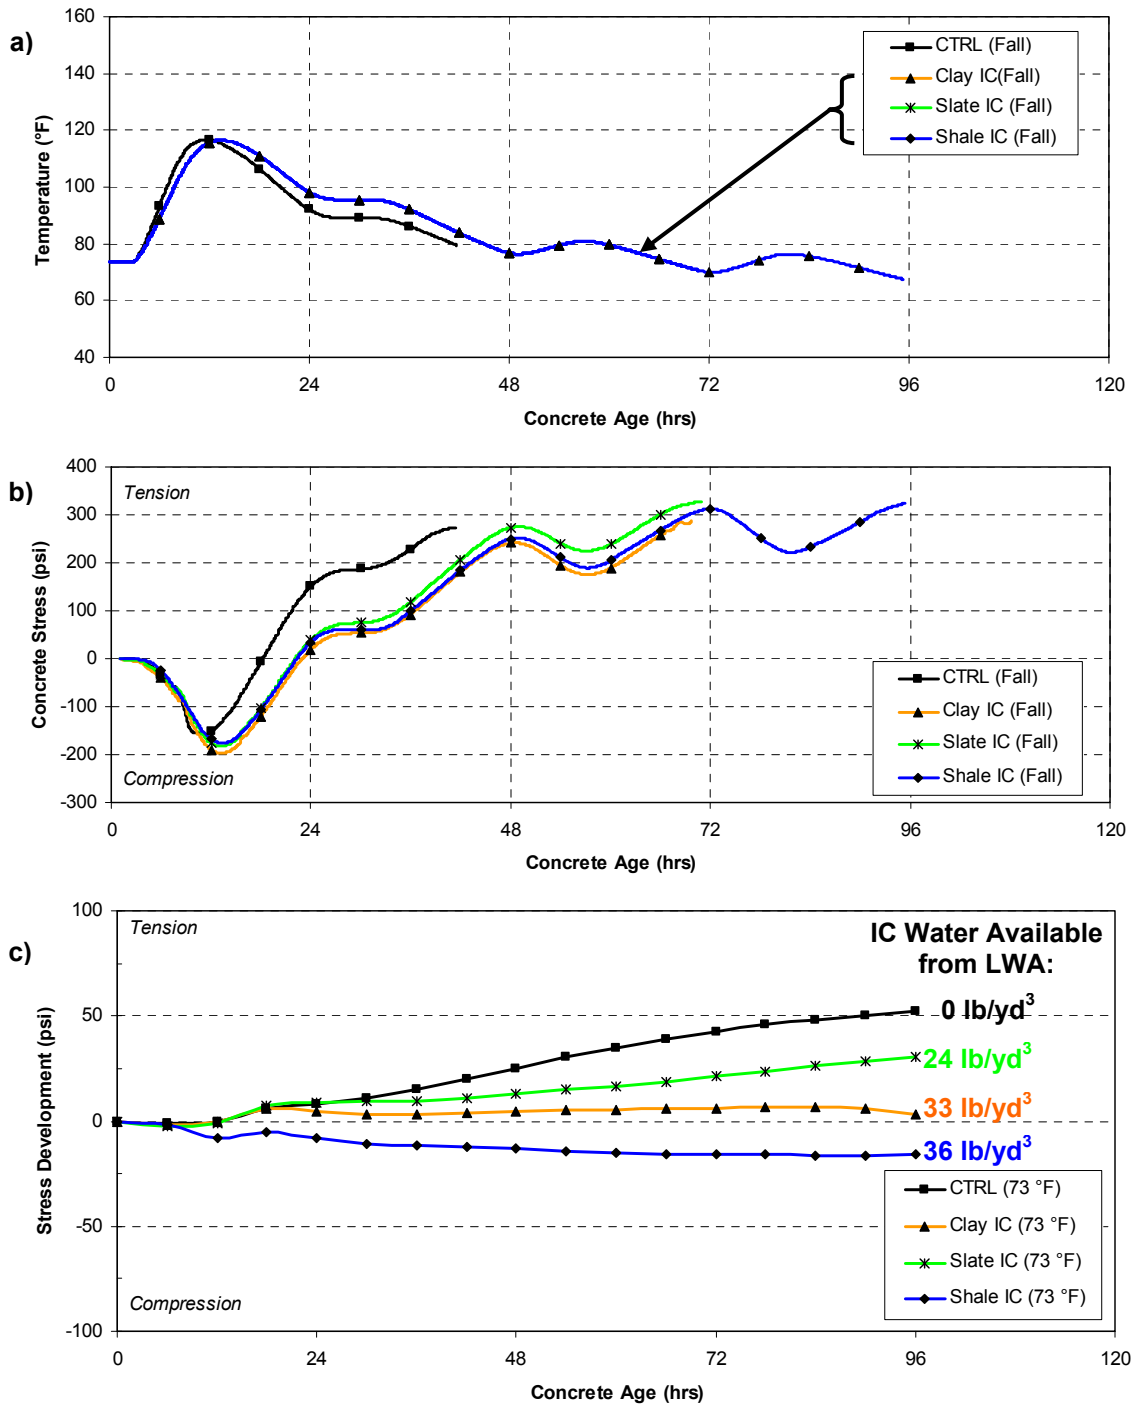 a)
160
140
120
100
80
60
40
Temperature (°F)
CTRL (Fall)
Clay IC(Fall)
Slate IC (Fall)
Shale IC (Fall)
0 24 48 72 96 120
Concrete Age (hrs)
b)
400
300
200
100
0
-100
-200
-300
Concrete Stress (psi)
Tension
Compression
CTRL (Fall)
Clay IC (Fall)
Slate IC (Fall)
Shale IC (Fall)
0 24 48 72 96 120
Concrete Age (hrs)
c)
100
50
0
-50
-100
Stress Development (psi)
Tension
IC Water Available
from LWA:
0 lb/yd³
24 lb/yd³
33 lb/yd³
36 lb/yd³
CTRL (73 °F)
Clay IC (73 °F)
Slate IC (73 °F)
Shale IC (73 °F)
Compression
0 24 48 72 96 120
Concrete Age (hrs)